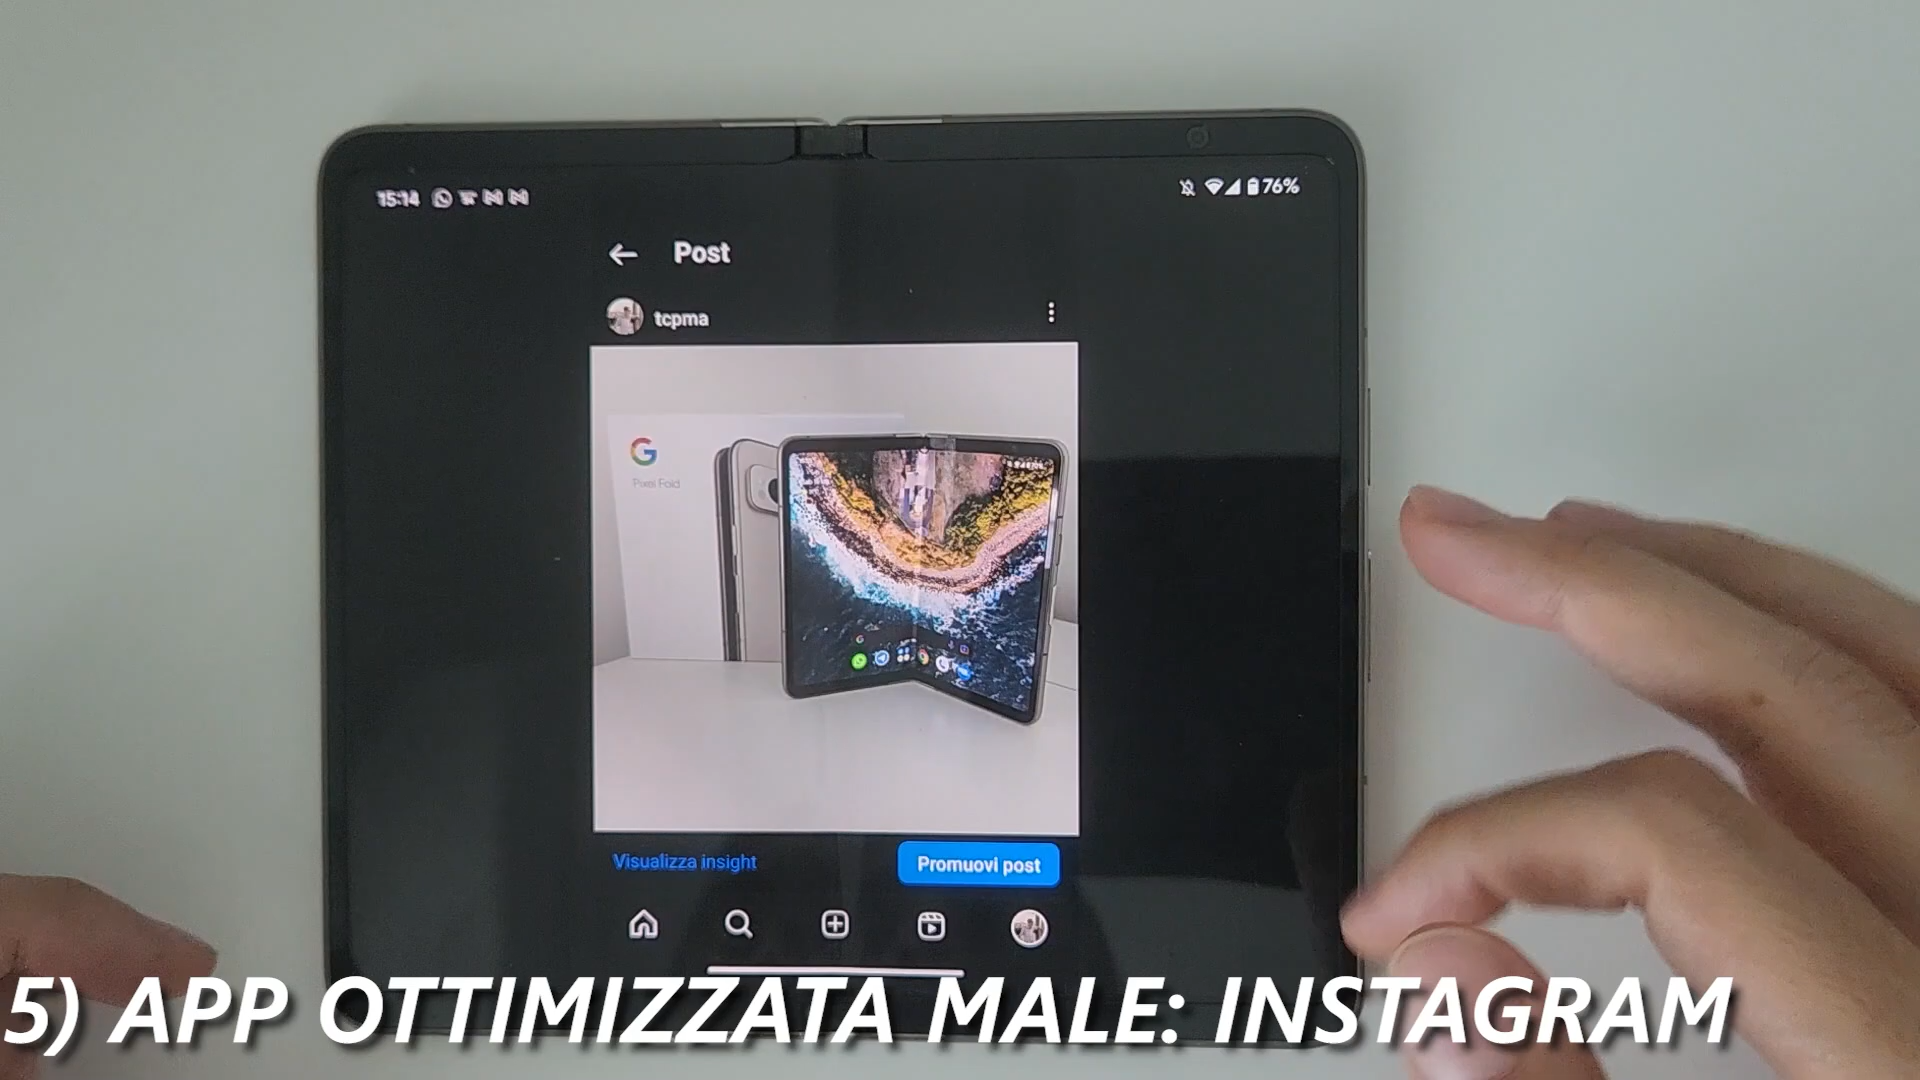 15:14
76%
Post
tcpma
G
Pixel Fold
Visualizza insight
Promuovi post
5) APP OTTIMIZZATA MALE: INSTAGRAM